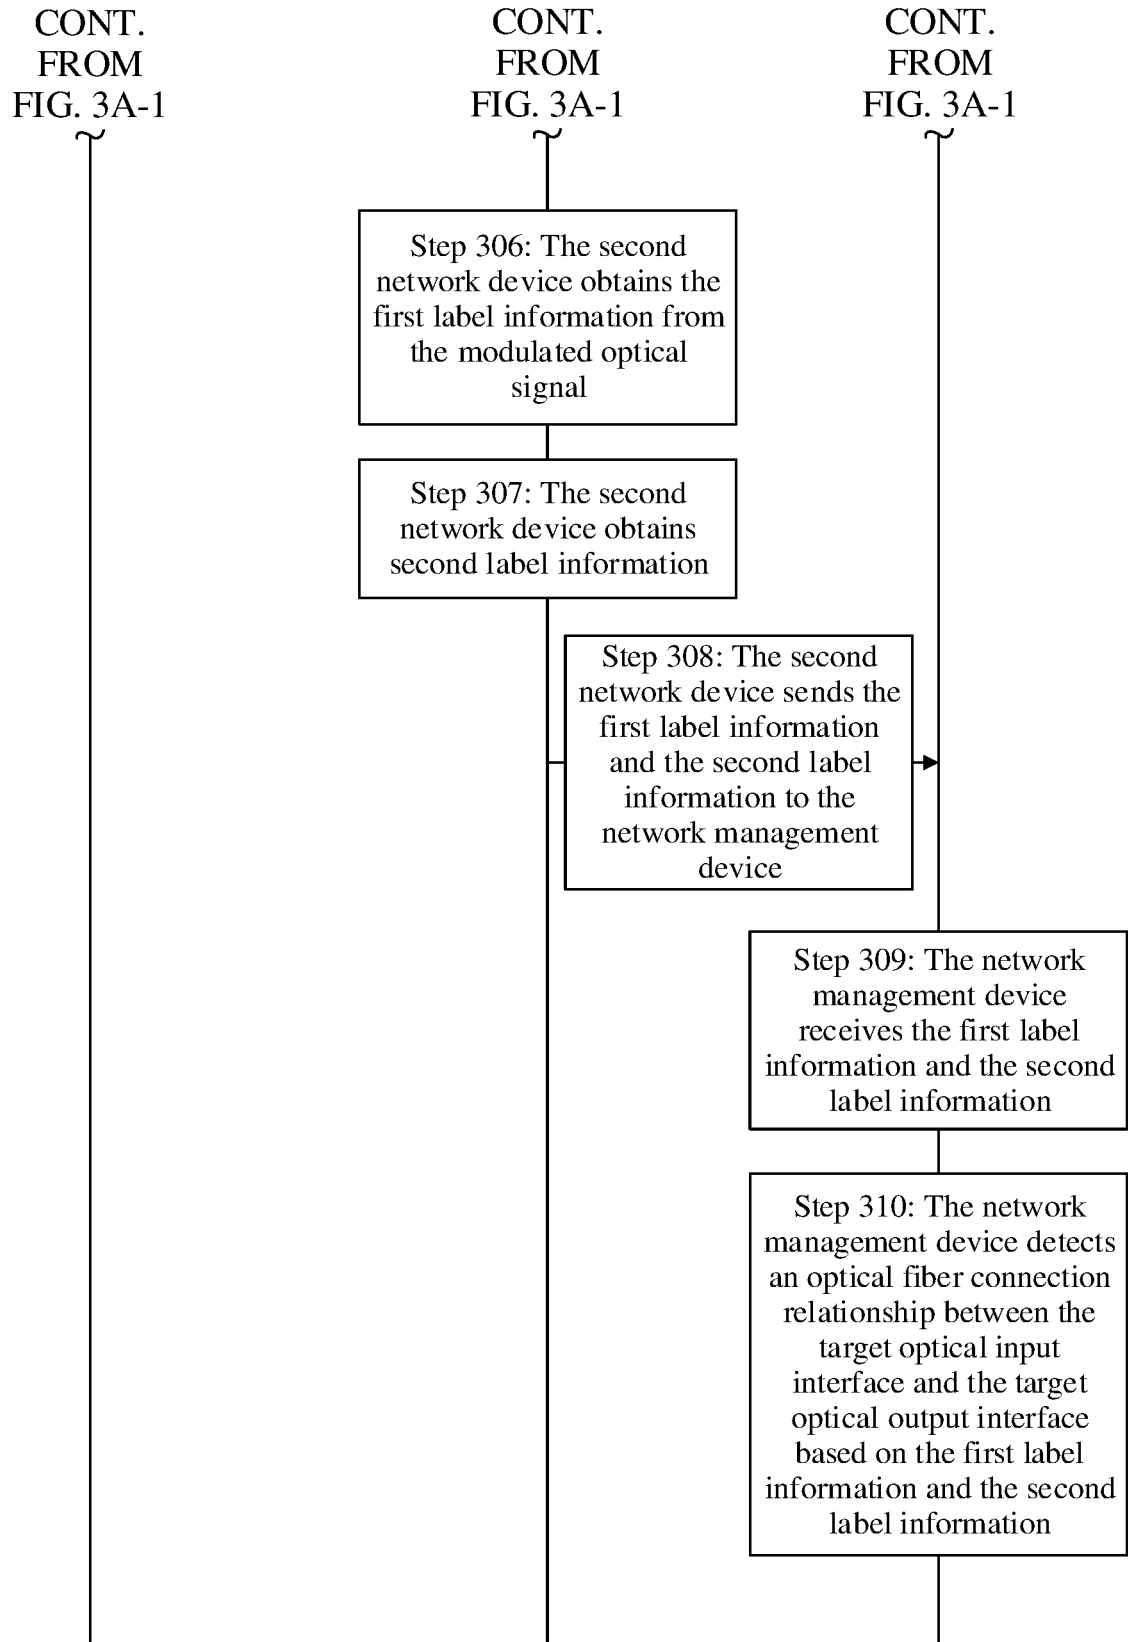 CONT.
FROM
FIG. 3A-1
CONT.
FROM
FIG. 3A-1
CONT.
FROM
FIG. 3A-1
Step 306: The second
network device obtains the
first label information from
the modulated optical
signal
Step 307: The second
network device obtains
second label information
Step 308: The second
network device sends the
first label information
and the second label
information to the
network management
device
Step 309: The network
management device
receives the first label
information and the second
label information
Step 310: The network
management device detects
an optical fiber connection
relationship between the
target optical input
interface and the target
optical output interface
based on the first label
information and the second
label information